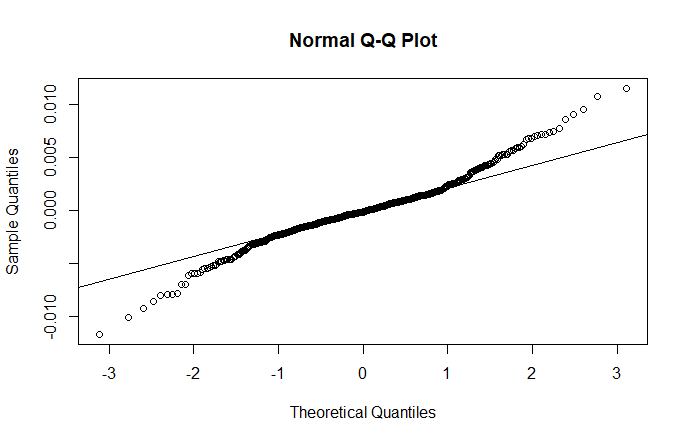 Normal Q-Q Plot
0.010
0.005
0.000
-0.010
Sample Quantiles
-3 -2 -1 0 1 2 3
Theoretical Quantiles